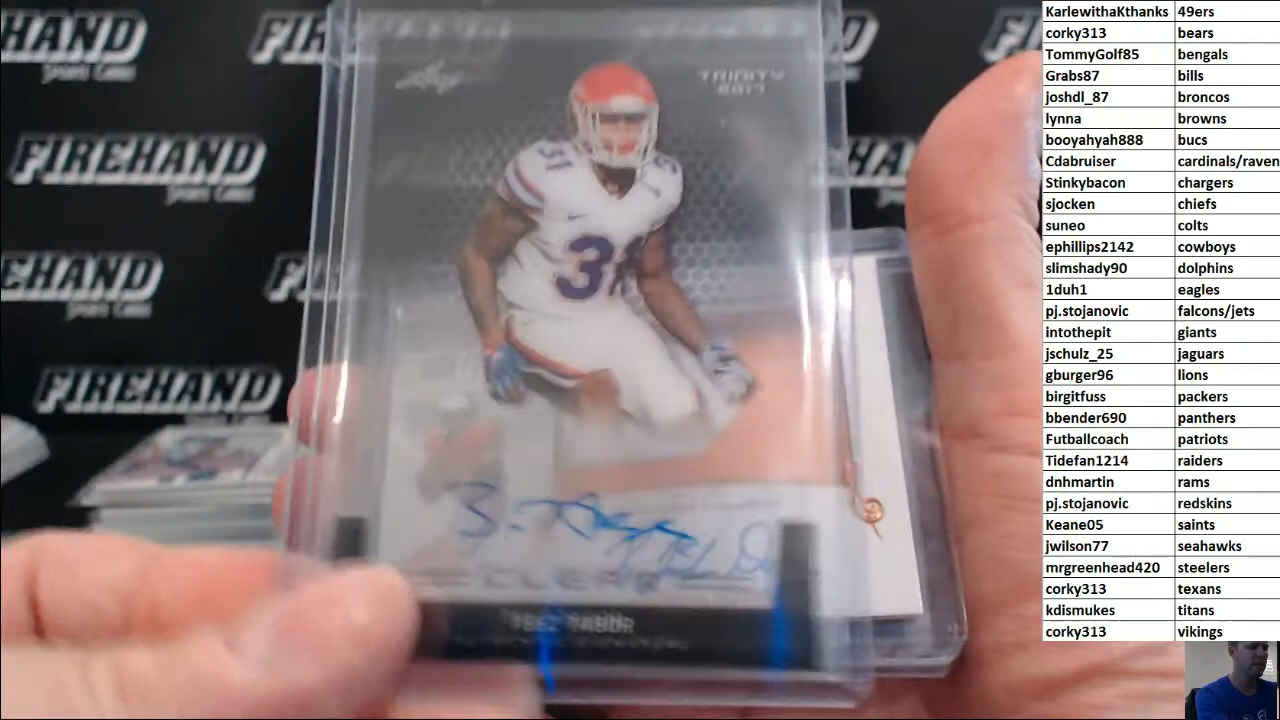 FIREHAND
Sports Cards
FIREHAND
Sports Cards
FIREHAND
FIREHAND
Sports Cards
Leaf
TRINITY
2017
31
31
TEEZ TABOR
KarlewithaKthanks 49ers
corky313 bears
TommyGolf85 bengals
Grabs87 bills
joshdl_87 broncos
lynna browns
booyahyah888 bucs
Cdabruiser cardinals/raven
Stinkybacon chargers
sjocken chiefs
suneo colts
ephillips2142 cowboys
slimshady90 dolphins
1duh1 eagles
pj.stojanovic falcons/jets
intothepit giants
jschulz_25 jaguars
gburger96 lions
birgitfuss packers
bbender690 panthers
Futballcoach patriots
Tidefan1214 raiders
dnhmartin rams
pj.stojanovic redskins
Keane05 saints
jwilson77 seahawks
mrgreenhead420 steelers
corky313 texans
kdismukes titans
corky313 vikings